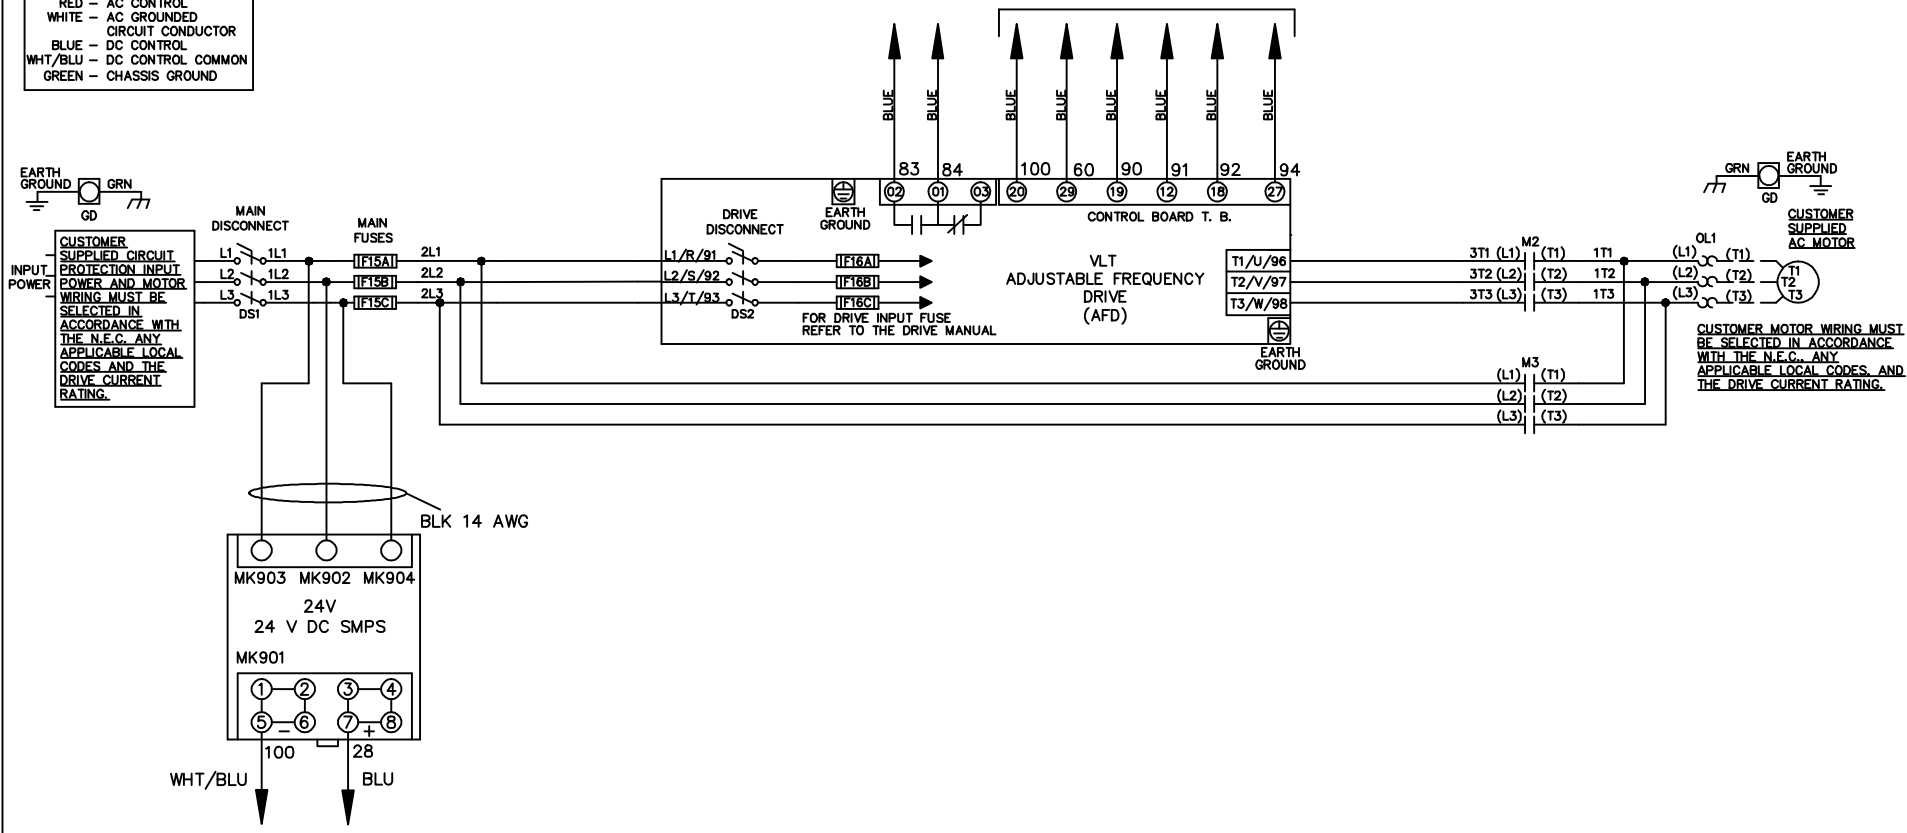 RED – AC CONTROL
WHITE – AC GROUNDED
CIRCUIT CONDUCTOR
BLUE – DC CONTROL
WHT/BLU – DC CONTROL COMMON
GREEN – CHASSIS GROUND
BLUE BLUE BLUE BLUE BLUE BLUE BLUE BLUE
83 84 100 60 90 91 92 94
02 01 03 20 29 19 12 18 27
EARTH
GROUND
GRN
GD
MAIN
DISCONNECT
MAIN
FUSES
CUSTOMER
SUPPLIED CIRCUIT
PROTECTION INPUT
POWER AND MOTOR
WIRING MUST BE
SELECTED IN
ACCORDANCE WITH
THE N.E.C. ANY
APPLICABLE LOCAL
CODES AND THE
DRIVE CURRENT
RATING.
INPUT
POWER
L1 1L1 F15A 2L1
L2 1L2 F15B 2L2
L3 1L3 F15C 2L3
DS1
DRIVE
DISCONNECT
EARTH
GROUND
CONTROL BOARD T. B.
L1/R/91 F16A
L2/S/92 F16B
L3/T/93 F16C
DS2
FOR DRIVE INPUT FUSE
REFER TO THE DRIVE MANUAL
VLT
ADJUSTABLE FREQUENCY
DRIVE
(AFD)
T1/U/96
T2/V/97
T3/W/98
EARTH
GROUND
M2
3T1 (L1) (T1) 1T1
3T2 (L2) (T2) 1T2
3T3 (L3) (T3) 1T3
M3
(L1) (T1)
(L2) (T2)
(L3) (T3)
OL1
(L1) (T1)
(L2) (T2)
(L3) (T3)
T1
T2
T3
GRN
EARTH
GROUND
GD
CUSTOMER
SUPPLIED
AC MOTOR
CUSTOMER MOTOR WIRING MUST
BE SELECTED IN ACCORDANCE
WITH THE N.E.C., ANY
APPLICABLE LOCAL CODES, AND
THE DRIVE CURRENT RATING.
BLK 14 AWG
MK903 MK902 MK904
24V
24 V DC SMPS
MK901
1 2 3 4
5 6 7 8
– +
100 28
WHT/BLU BLU